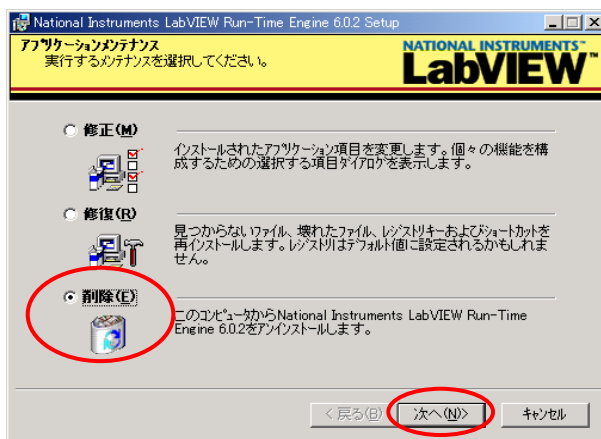 National Instruments LabVIEW Run-Time Engine 6.0.2 Setup
アプリケーションメンテナンス
実行するメンテナンスを選択してください。
NATIONAL INSTRUMENTS™
LabVIEW™
修正(M)
インストールされたアプリケーション項目を変更します。個々の機能を構
成するための選択する項目ダイアログを表示します。
修復(R)
見つからないファイル、壊れたファイル、レジストリキーおよびショートカットを
再インストールします。レジストリはデフォルト値に設定されるかもしれま
せん。
削除(E)
このコンピュータからNational Instruments LabVIEW Run-Time
Engine 6.0.2をアンインストールします。
< 戻る(B)
次へ(N)>
キャンセル